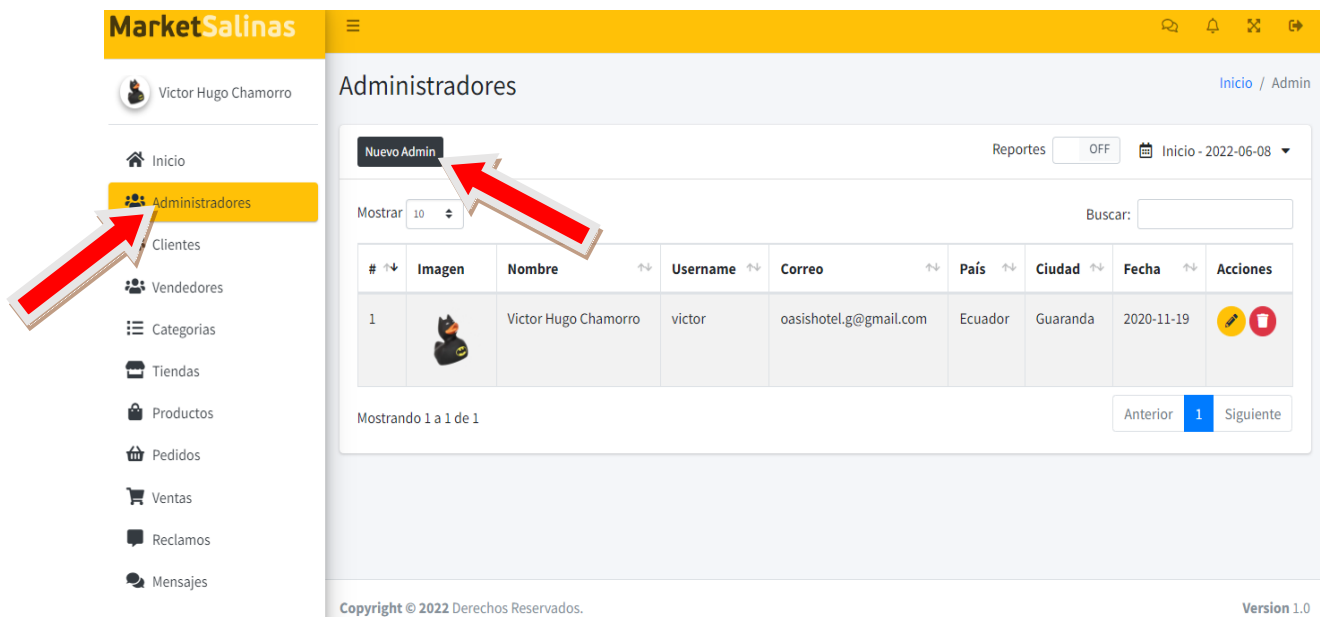 MarketSalinas
Victor Hugo Chamorro
Inicio
Administradores
Clientes
Vendedores
Categorias
Tiendas
Productos
Pedidos
Ventas
Reclamos
Mensajes
Administradores
Inicio / Admin
Nuevo Admin
Reportes OFF Inicio - 2022-06-08
Mostrar 10
Buscar:
# Imagen Nombre Username Correo País Ciudad Fecha Acciones
1 Victor Hugo Chamorro victor oasishotel.g@gmail.com Ecuador Guaranda 2020-11-19
Mostrando 1 a 1 de 1
Anterior 1 Siguiente
Copyright © 2022 Derechos Reservados.
Version 1.0